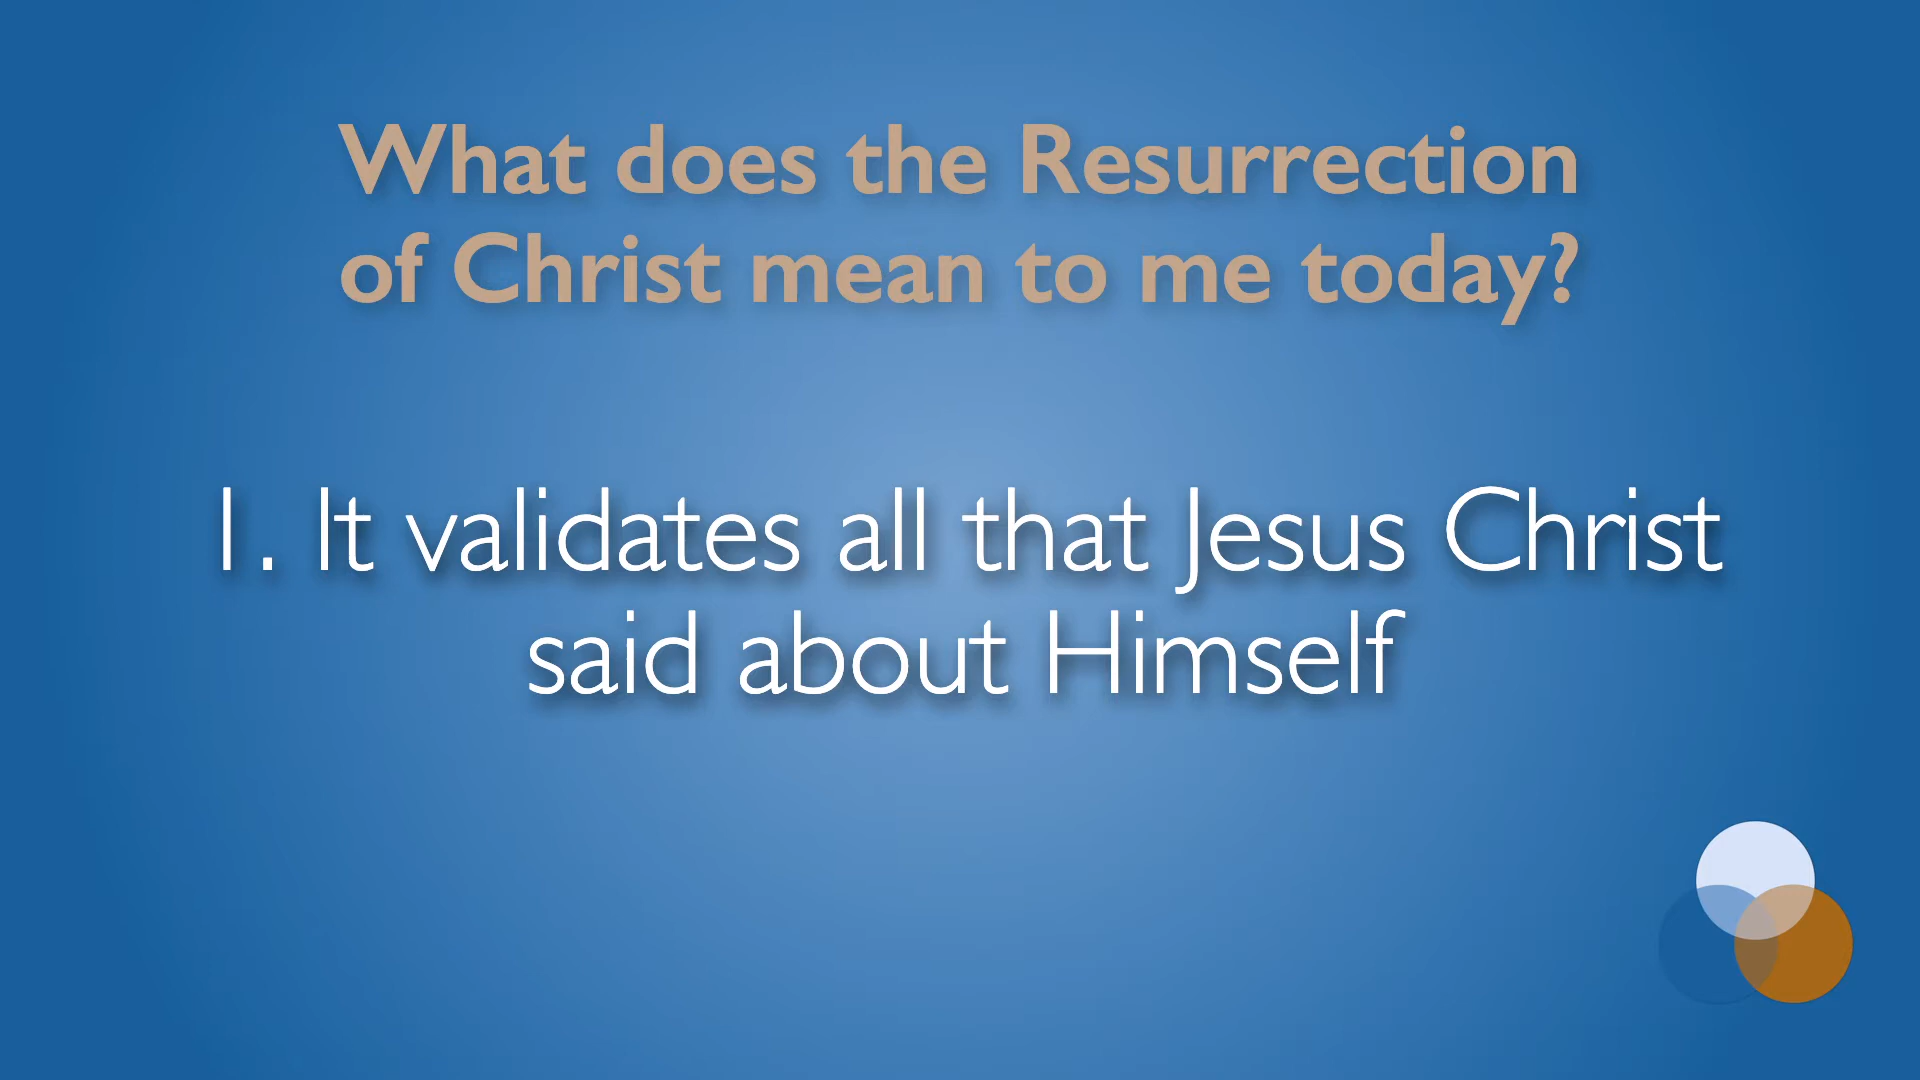 What does the Resurrection
of Christ mean to me today?
1. It validates all that Jesus Christ
said about Himself